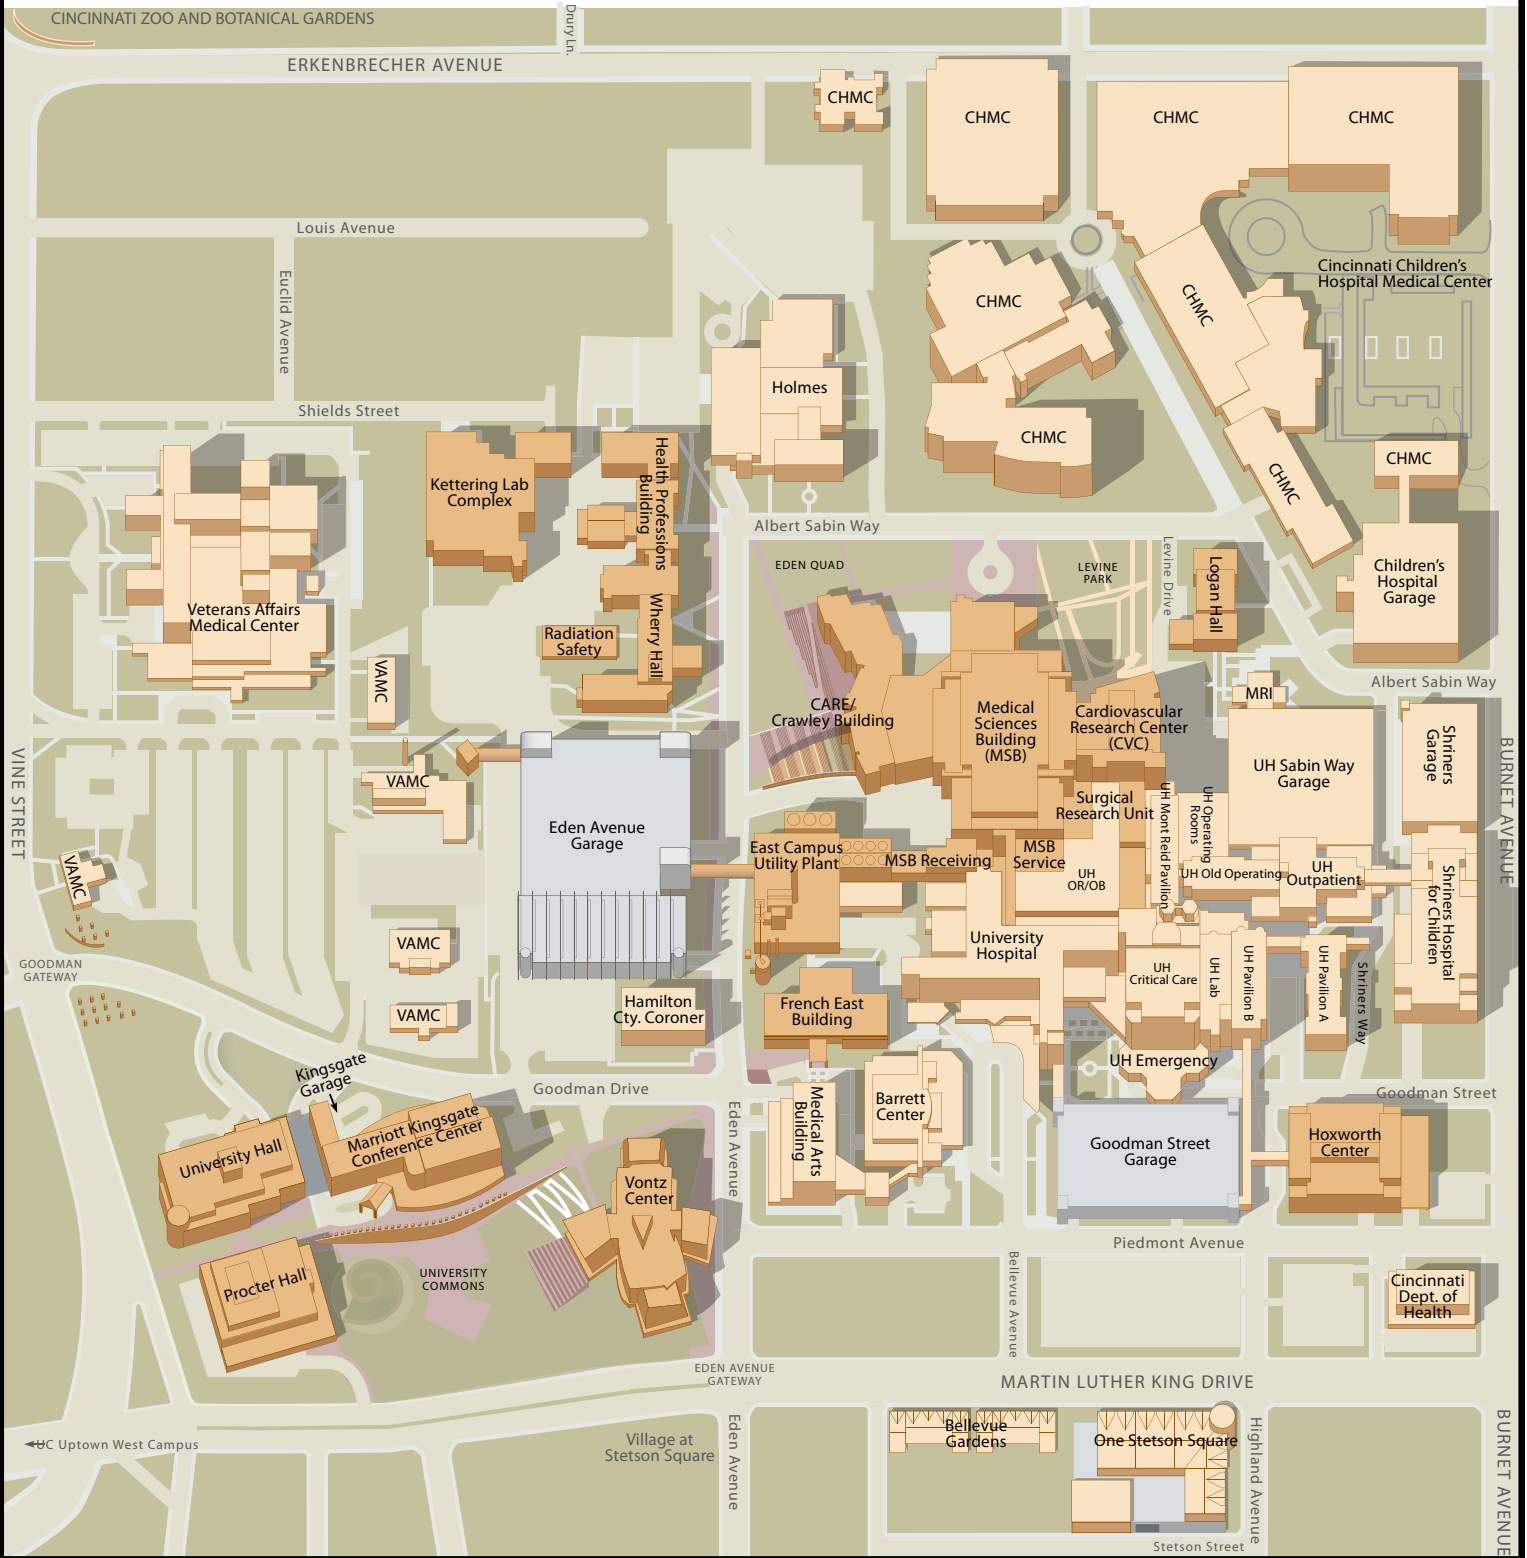 CINCINNATI ZOO AND BOTANICAL GARDENS
Drury Ln.
ERKENBRECHER AVENUE
CHMC
CHMC
CHMC
CHMC
Louis Avenue
Euclid Avenue
CHMC
CHMC
Cincinnati Children's
Hospital Medical Center
Holmes
Shields Street
CHMC
CHMC
CHMC
Kettering Lab
Complex
Health Professions
Building
Albert Sabin Way
Levine Drive
EDEN QUAD
LEVINE
PARK
Logan Hall
Children's
Hospital
Garage
Veterans Affairs
Medical Center
Radiation
Safety
Wherry Hall
VAMC
MRI
Albert Sabin Way
CARE/
Crawley Building
Medical
Sciences
Building
(MSB)
Cardiovascular
Research Center
(CVC)
VINE STREET
VAMC
UH Sabin Way
Garage
Shriners
Garage
BURNET AVENUE
Eden Avenue
Garage
Surgical
Research Unit
UH Mont Reid Pavilion
UH Operating
Rooms
East Campus
Utility Plant
MSB Receiving
MSB
Service
UH
OR/OB
UH Old Operating
UH
Outpatient
VAMC
Shriners Hospital
for Children
VAMC
University
Hospital
UH
Critical Care
UH Lab
UH Pavilion B
UH Pavilion A
Shriners Way
GOODMAN
GATEWAY
VAMC
Hamilton
Cty. Coroner
French East
Building
UH Emergency
Kingsgate
Garage
Goodman Drive
Goodman Street
Eden Avenue
Medical Arts
Building
Barrett
Center
Marriott Kingsgate
Conference Center
University Hall
Goodman Street
Garage
Hoxworth
Center
Vontz
Center
Piedmont Avenue
Bellevue Avenue
Procter Hall
UNIVERSITY
COMMONS
Cincinnati
Dept. of
Health
EDEN AVENUE
GATEWAY
MARTIN LUTHER KING DRIVE
UC Uptown West Campus
Village at
Stetson Square
Eden Avenue
Bellevue
Gardens
One Stetson Square
Highland Avenue
BURNET AVENUE
Stetson Street